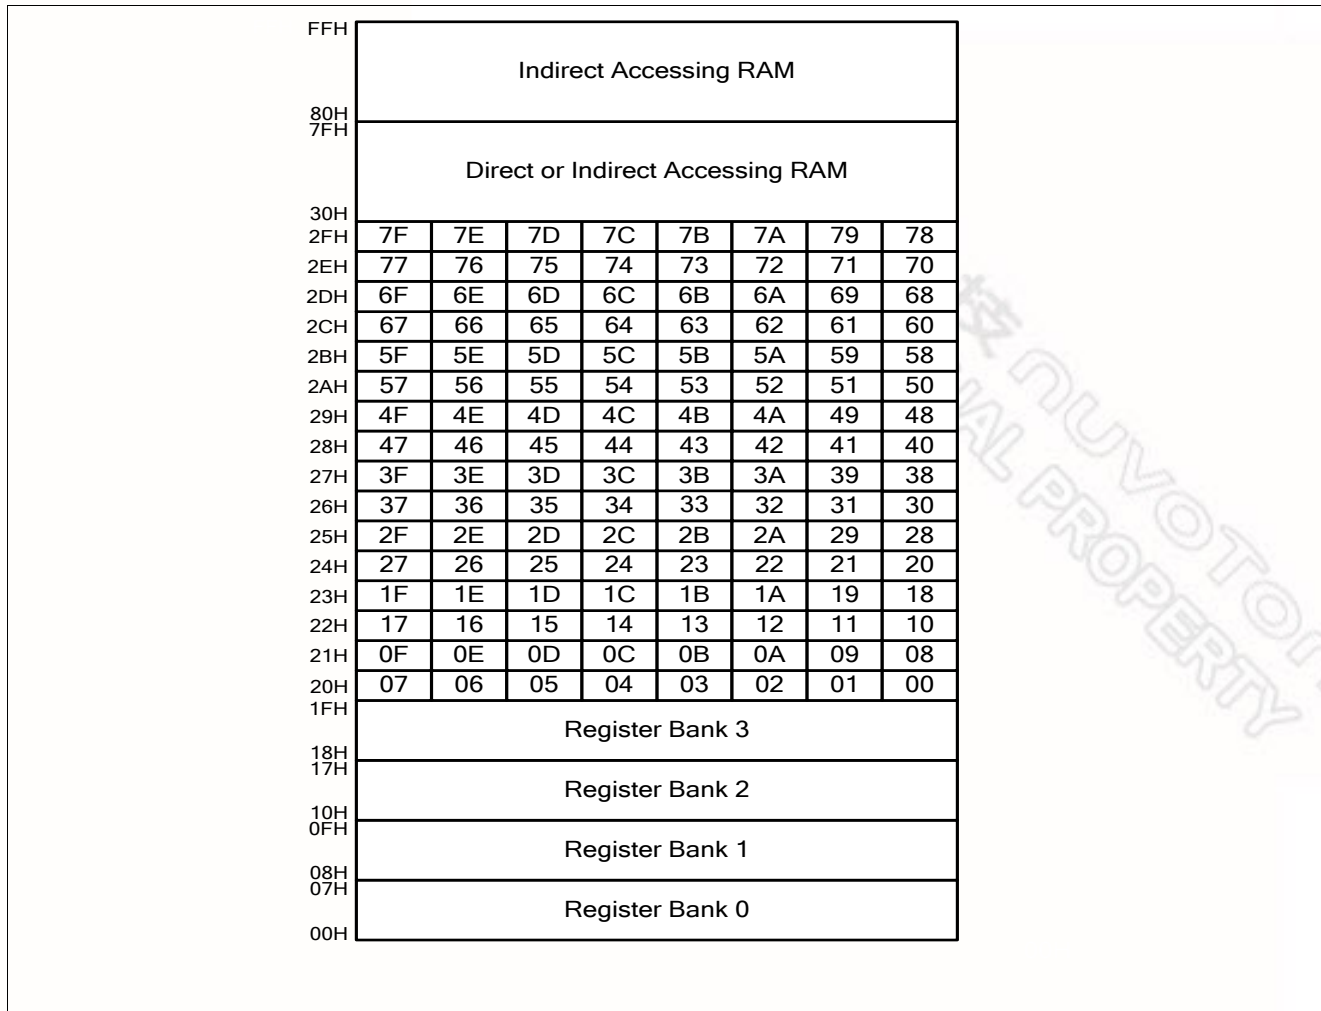 FFH
Indirect Accessing RAM
80H
7FH
Direct or Indirect Accessing RAM
30H
2FH 7F 7E 7D 7C 7B 7A 79 78
2EH 77 76 75 74 73 72 71 70
2DH 6F 6E 6D 6C 6B 6A 69 68
2CH 67 66 65 64 63 62 61 60
2BH 5F 5E 5D 5C 5B 5A 59 58
2AH 57 56 55 54 53 52 51 50
29H 4F 4E 4D 4C 4B 4A 49 48
28H 47 46 45 44 43 42 41 40
27H 3F 3E 3D 3C 3B 3A 39 38
26H 37 36 35 34 33 32 31 30
25H 2F 2E 2D 2C 2B 2A 29 28
24H 27 26 25 24 23 22 21 20
23H 1F 1E 1D 1C 1B 1A 19 18
22H 17 16 15 14 13 12 11 10
21H 0F 0E 0D 0C 0B 0A 09 08
20H 07 06 05 04 03 02 01 00
1FH
Register Bank 3
18H
17H
Register Bank 2
10H
0FH
Register Bank 1
08H
07H
Register Bank 0
00H
技 nuvoTon
PROPERTY